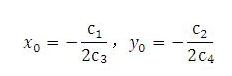 x₀ = −c₁/2c₃, y₀ = −c₂/2c₄